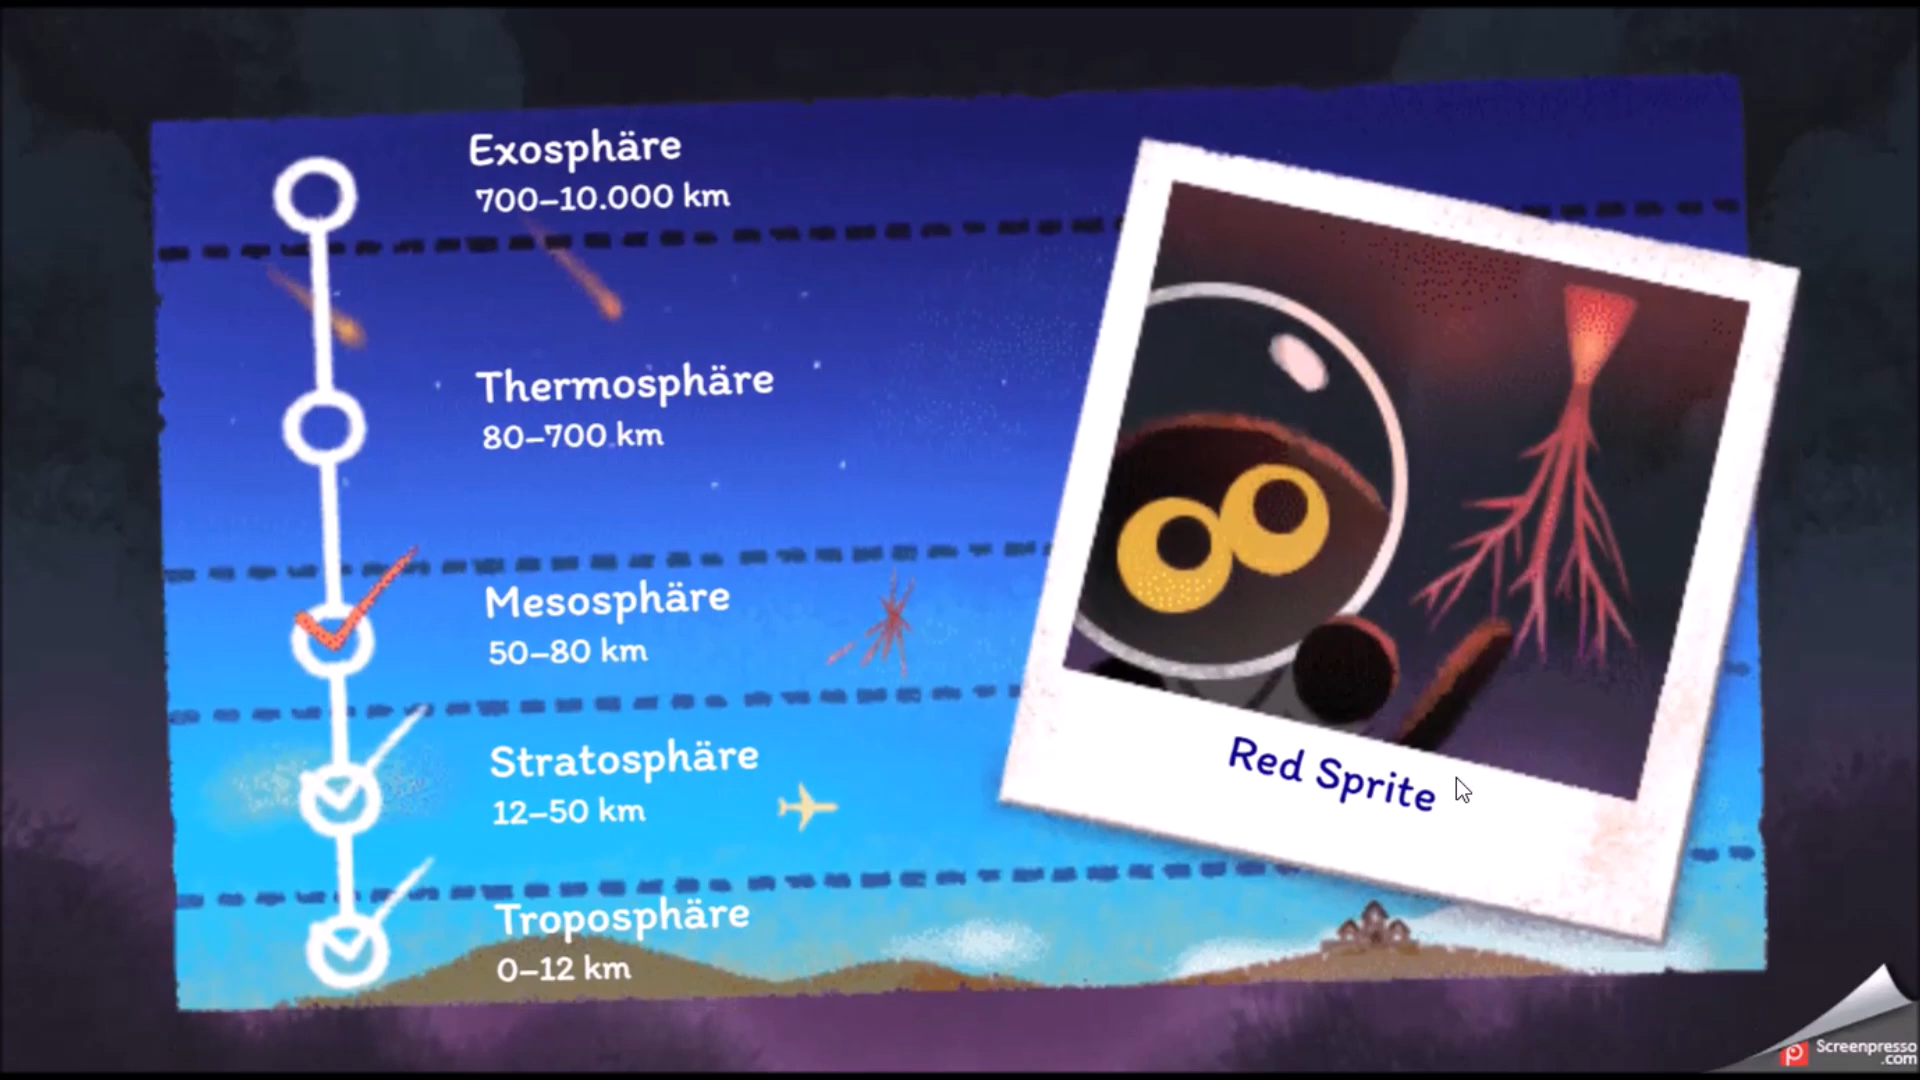 Exosphäre
700–10.000 km
Thermosphäre
80–700 km
Mesosphäre
50–80 km
Stratosphäre
12–50 km
Troposphäre
0–12 km
Red Sprite
Screenpresso
.com